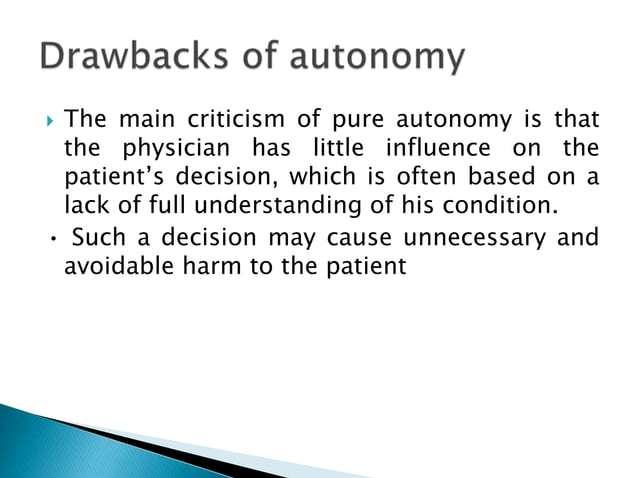 Drawbacks of autonomy
The main criticism of pure autonomy is that
the physician has little influence on the
patient’s decision, which is often based on a
lack of full understanding of his condition.
• Such a decision may cause unnecessary and
avoidable harm to the patient